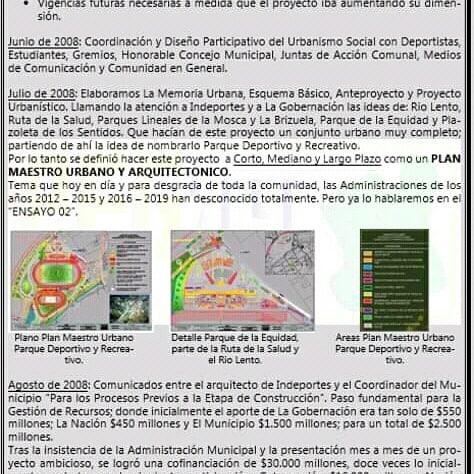 • Vigencias futuras necesarias a medida que el proyecto iba aumentando su dimen-
sión.
Junio de 2008: Coordinación y Diseño Participativo del Urbanismo Social con Deportistas,
Estudiantes, Gremios, Honorable Concejo Municipal, Juntas de Acción Comunal, Medios
de Comunicación y Comunidad en General.
Julio de 2008: Elaboramos La Memoria Urbana, Esquema Básico, Anteproyecto y Proyecto
Urbanístico. Llamando la atención a Indeportes y a La Gobernación las ideas de: Río Lento,
Ruta de la Salud, Parques Lineales de la Mosca y La Brizuela, Parque de la Equidad y Pla-
zoleta de los Sentidos. Que hacían de este proyecto un conjunto urbano muy completo;
partiendo de ahí la idea de nombrarlo Parque Deportivo y Recreativo.
Por lo tanto se definió hacer este proyecto a Corto, Mediano y Largo Plazo como un PLAN
MAESTRO URBANO Y ARQUITECTONICO.
Tema que hoy en día y para desgracia de toda la comunidad, las Administraciones de los
años 2012 – 2015 y 2016 – 2019 han desconocido totalmente. Pero ya lo hablaremos en el
"ENSAYO 02".
Plano Plan Maestro Urbano
Parque Deportivo y Recrea-
tivo.
Detalle Parque de la Equidad,
parte de la Ruta de la Salud y
el Rio Lento.
Areas Plan Maestro Urbano
Parque Deportivo y Recrea-
tivo.
Agosto de 2008: Comunicados entre el arquitecto de Indeportes y el Coordinador del Mu-
nicipio "Para los Procesos Previos a la Etapa de Construcción". Paso fundamental para la
Gestión de Recursos; donde inicialmente el aporte de La Gobernación era tan solo de $550
millones; La Nación $450 millones y El Municipio $1.500 millones; para un total de $2.500
millones.
Tras la insistencia de la Administración Municipal y la presentación mes a mes de un pro-
yecto ambicioso, se logró una cofinanciación de $30.000 millones, doce veces lo inicial,